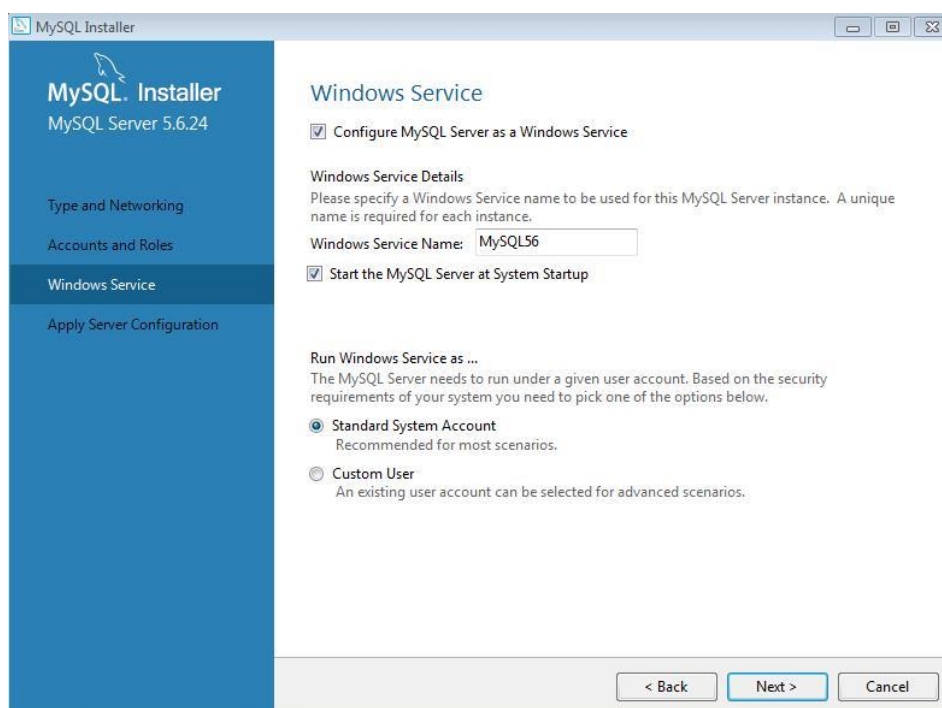 MySQL Installer
MySQL. Installer
MySQL Server 5.6.24
Type and Networking
Accounts and Roles
Windows Service
Apply Server Configuration
Windows Service
Configure MySQL Server as a Windows Service
Windows Service Details
Please specify a Windows Service name to be used for this MySQL Server instance. A unique
name is required for each instance.
Windows Service Name: MySQL56
Start the MySQL Server at System Startup
Run Windows Service as ...
The MySQL Server needs to run under a given user account. Based on the security
requirements of your system you need to pick one of the options below.
Standard System Account
Recommended for most scenarios.
Custom User
An existing user account can be selected for advanced scenarios.
< Back Next > Cancel